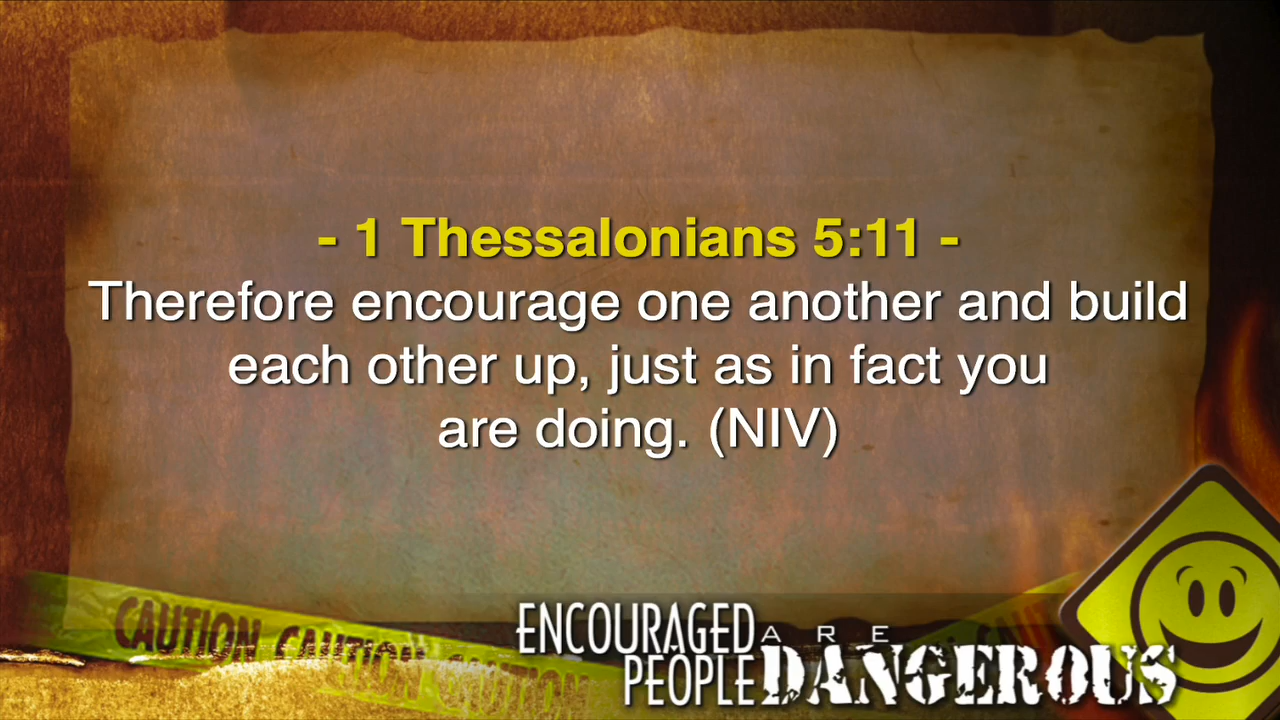 - 1 Thessalonians 5:11 -
Therefore encourage one another and build
each other up, just as in fact you
are doing. (NIV)
CAUTION CAUTION CAUTION
ENCOURAGED ARE
PEOPLE DANGEROUS